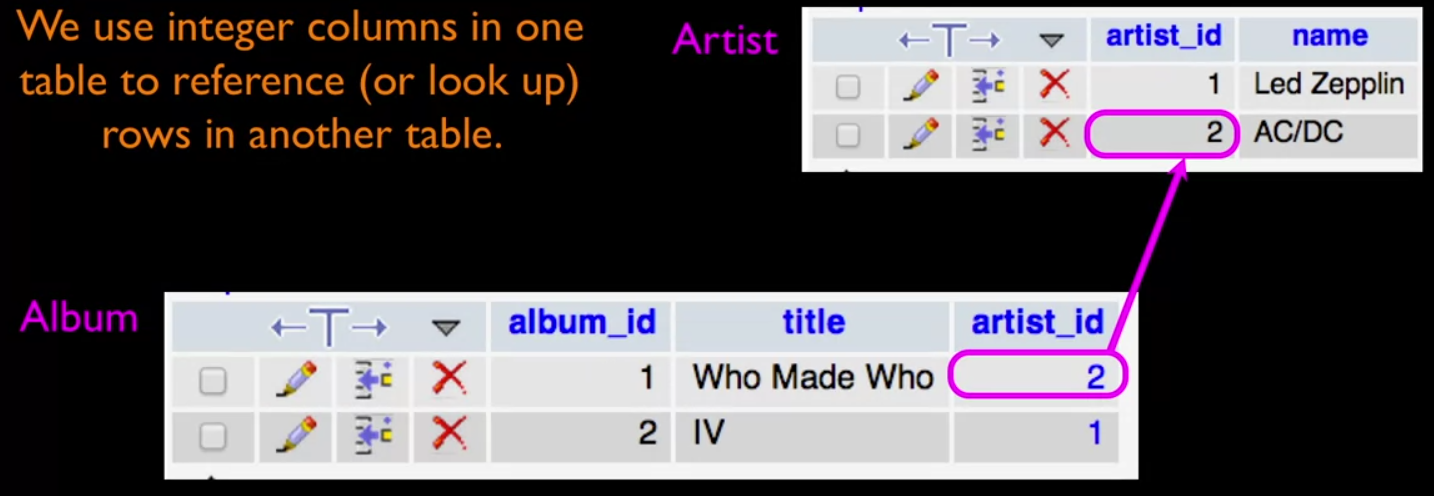 We use integer columns in one
table to reference (or look up)
rows in another table.
Artist
artist_id name
1 Led Zepplin
2 AC/DC
Album
album_id title artist_id
1 Who Made Who 2
2 IV 1